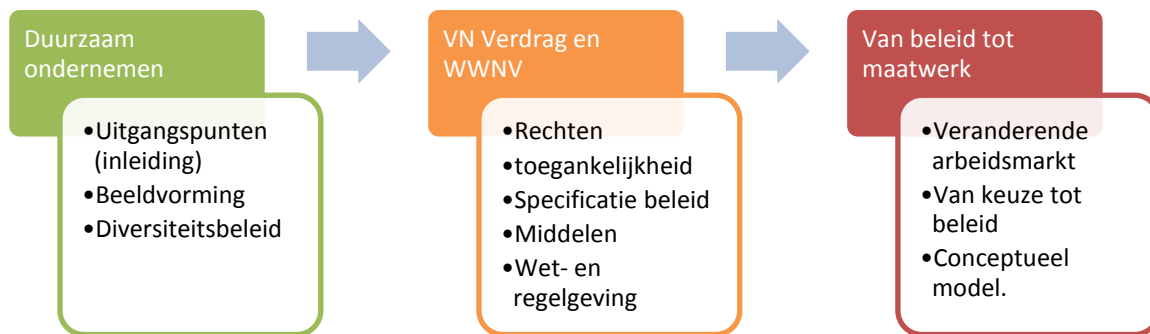 Duurzaam
ondernemen
•Uitgangspunten
(inleiding)
•Beeldvorming
•Diversiteitsbeleid
VN Verdrag en
WWNV
•Rechten
•toegankelijkheid
•Specificatie beleid
•Middelen
•Wet- en
regelgeving
Van beleid tot
maatwerk
•Veranderende
arbeidsmarkt
•Van keuze tot
beleid
•Conceptueel
model.